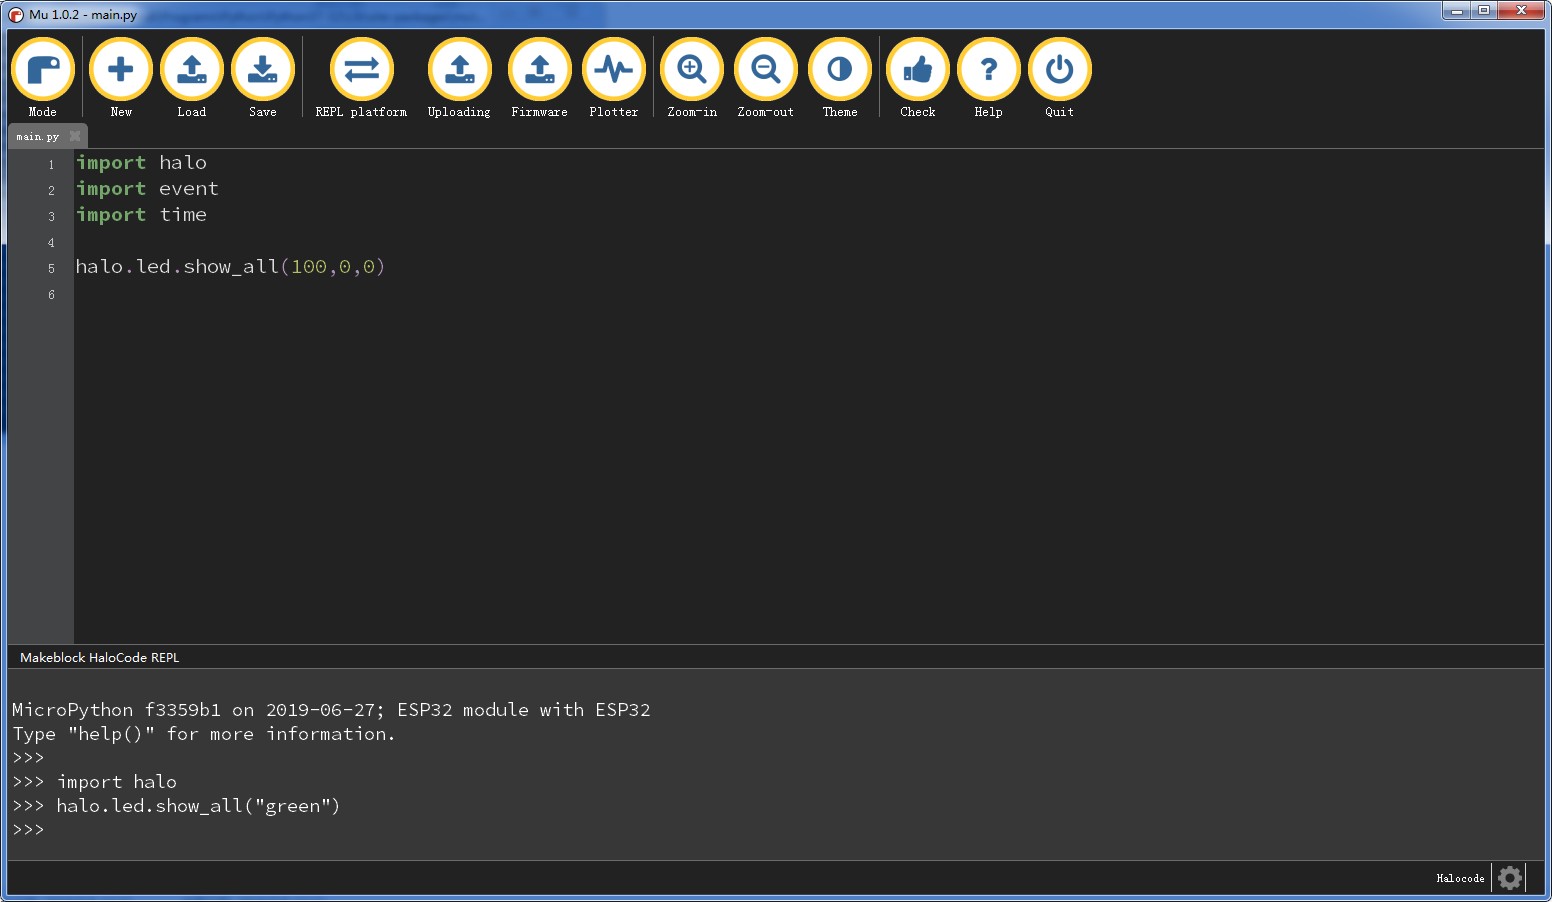 Mu 1.0.2 - main.py
Mode New Load Save REPL platform Uploading Firmware Plotter Zoom-in Zoom-out Theme Check Help Quit
main.py
1 import halo
2 import event
3 import time
4
5 halo.led.show_all(100,0,0)
6
Makeblock HaloCode REPL
MicroPython f3359b1 on 2019-06-27; ESP32 module with ESP32
Type "help()" for more information.
>>>
>>> import halo
>>> halo.led.show_all("green")
>>>
Halocode